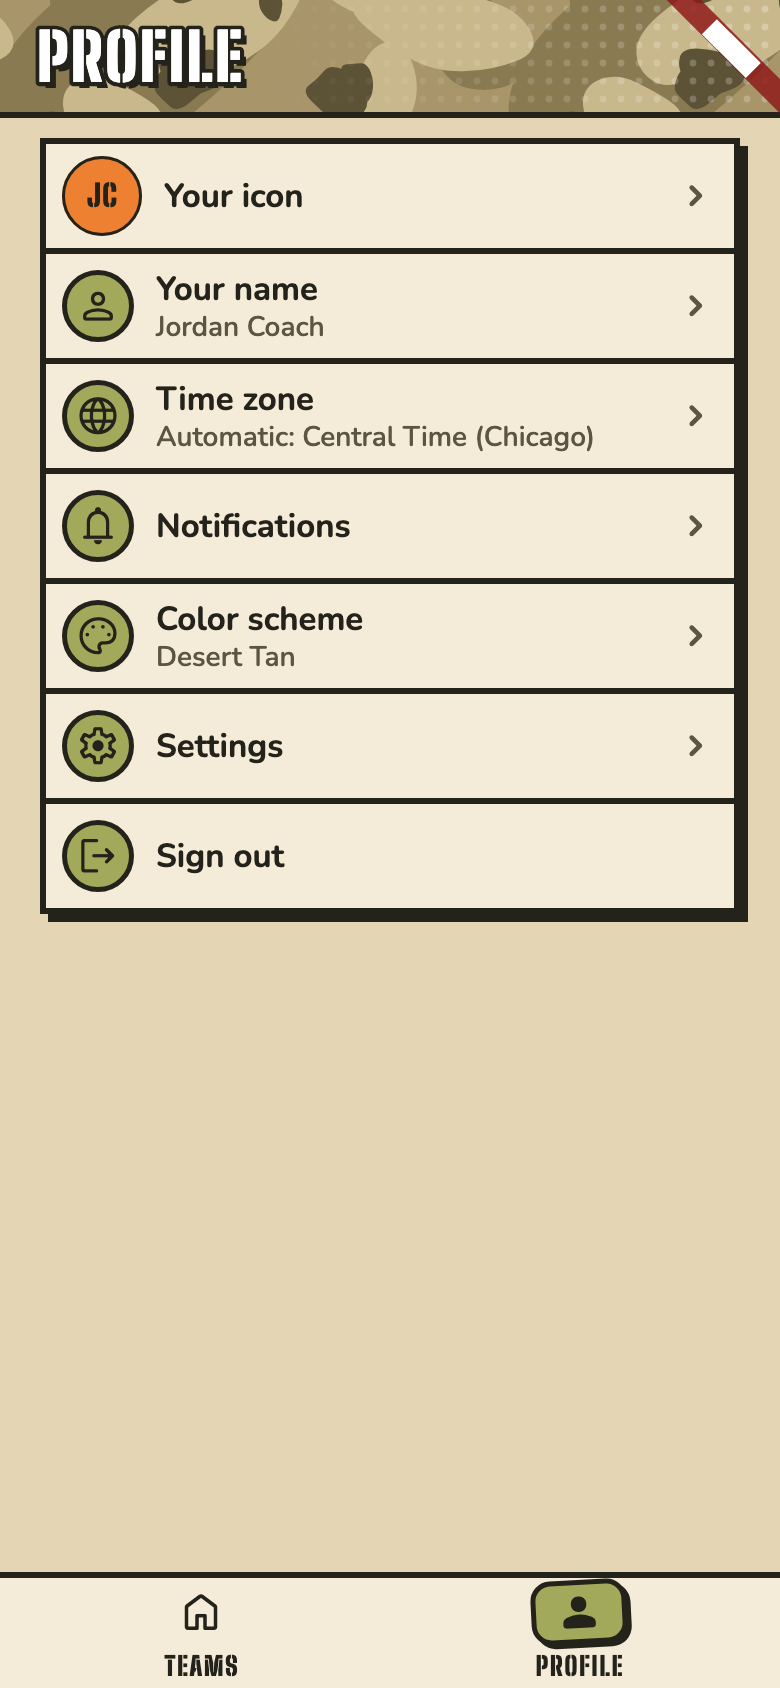 PROFILE
JC
Your icon
Your name
Jordan Coach
Time zone
Automatic: Central Time (Chicago)
Notifications
Color scheme
Desert Tan
Settings
Sign out
TEAMS
PROFILE